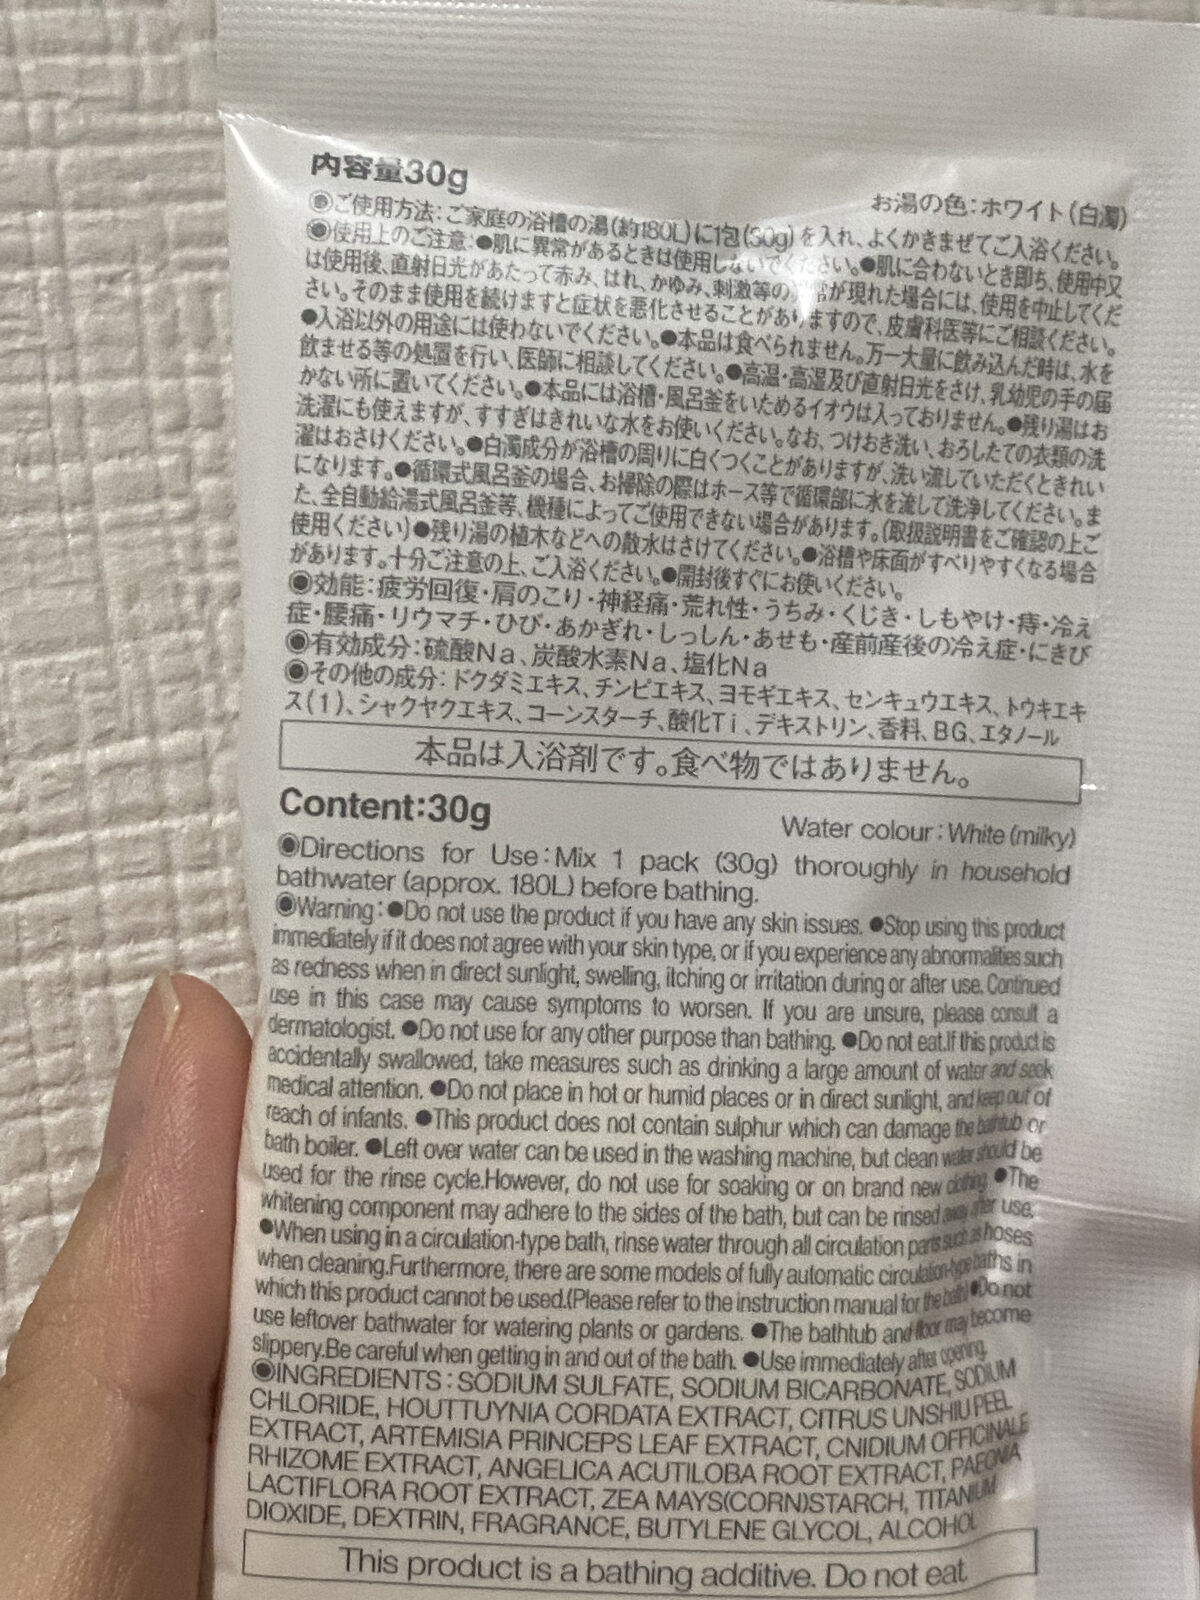 内容量30g
お湯の色：ホワイト（白濁）
◉ご使用方法：ご家庭の浴槽の湯（約180L）に1包（30g）を入れ、よくかきまぜてご入浴ください。
◉使用上のご注意：●肌に異常があるときは使用しないでください。●肌に合わないとき即ち、使用中又
は使用後、直射日光があたって赤み、はれ、かゆみ、刺激等の異常が現れた場合には、使用を中止してくだ
さい。そのまま使用を続けますと症状を悪化させることがありますので、皮膚科医等にご相談ください。
●入浴以外の用途には使わないでください。●本品は食べられません。万一大量に飲み込んだ時は、水を
飲ませる等の処置を行い、医師に相談してください。●高温・高湿及び直射日光をさけ、乳幼児の手の届
かない所に置いてください。●本品には浴槽・風呂釜をいためるイオウは入っておりません。●残り湯はお
洗濯にも使えますが、すすぎはきれいな水をお使いください。なお、つけおき洗い、おろしたての衣類の洗
濯はおさけください。●白濁成分が浴槽の周りに白くつくことがありますが、洗い流していただくときれい
になります。●循環式風呂釜の場合、お掃除の際はホース等で循環部に水を流して洗浄してください。ま
た、全自動給湯式風呂釜等、機種によってご使用できない場合があります。（取扱説明書をご確認の上ご
使用ください）●残り湯の植木などへの散水はさけてください。●浴槽や床面がすべりやすくなる場合
があります。十分ご注意の上、ご入浴ください。●開封後すぐにお使いください。
◉効能：疲労回復・肩のこり・神経痛・荒れ性・うちみ・くじき・しもやけ・痔・冷え
症・腰痛・リウマチ・ひび・あかぎれ・しっしん・あせも・産前産後の冷え症・にきび
◉有効成分：硫酸Na、炭酸水素Na、塩化Na
◉その他の成分：ドクダミエキス、チンピエキス、ヨモギエキス、センキュウエキス、トウキエキ
ス（1）、シャクヤクエキス、コーンスターチ、酸化Ti、デキストリン、香料、BG、エタノール
本品は入浴剤です。食べ物ではありません。
Content:30g
Water colour：White (milky)
◉Directions for Use：Mix 1 pack (30g) thoroughly in household
bathwater (approx. 180L) before bathing.
◉Warning：●Do not use the product if you have any skin issues. ●Stop using this product
immediately if it does not agree with your skin type, or if you experience any abnormalities such
as redness when in direct sunlight, swelling, itching or irritation during or after use. Continued
use in this case may cause symptoms to worsen. If you are unsure, please consult a
dermatologist. ●Do not use for any other purpose than bathing. ●Do not eat.If this product is
accidentally swallowed, take measures such as drinking a large amount of water and seek
medical attention. ●Do not place in hot or humid places or in direct sunlight, and keep out of
reach of infants. ●This product does not contain sulphur which can damage the bathtub or
bath boiler. ●Left over water can be used in the washing machine, but clean water should be
used for the rinse cycle.However, do not use for soaking or on brand new clothing. ●The
whitening component may adhere to the sides of the bath, but can be rinsed away after use.
●When using in a circulation-type bath, rinse water through all circulation parts such as hoses
when cleaning.Furthermore, there are some models of fully automatic circulation-type baths in
which this product cannot be used.(Please refer to the instruction manual for the bath)●Do not
use leftover bathwater for watering plants or gardens. ●The bathtub and floor may become
slippery.Be careful when getting in and out of the bath. ●Use immediately after opening.
◉INGREDIENTS：SODIUM SULFATE, SODIUM BICARBONATE, SODIUM
CHLORIDE, HOUTTUYNIA CORDATA EXTRACT, CITRUS UNSHIU PEEL
EXTRACT, ARTEMISIA PRINCEPS LEAF EXTRACT, CNIDIUM OFFICINALE
RHIZOME EXTRACT, ANGELICA ACUTILOBA ROOT EXTRACT, PAEONIA
LACTIFLORA ROOT EXTRACT, ZEA MAYS(CORN)STARCH, TITANIUM
DIOXIDE, DEXTRIN, FRAGRANCE, BUTYLENE GLYCOL, ALCOHOL
This product is a bathing additive. Do not eat.